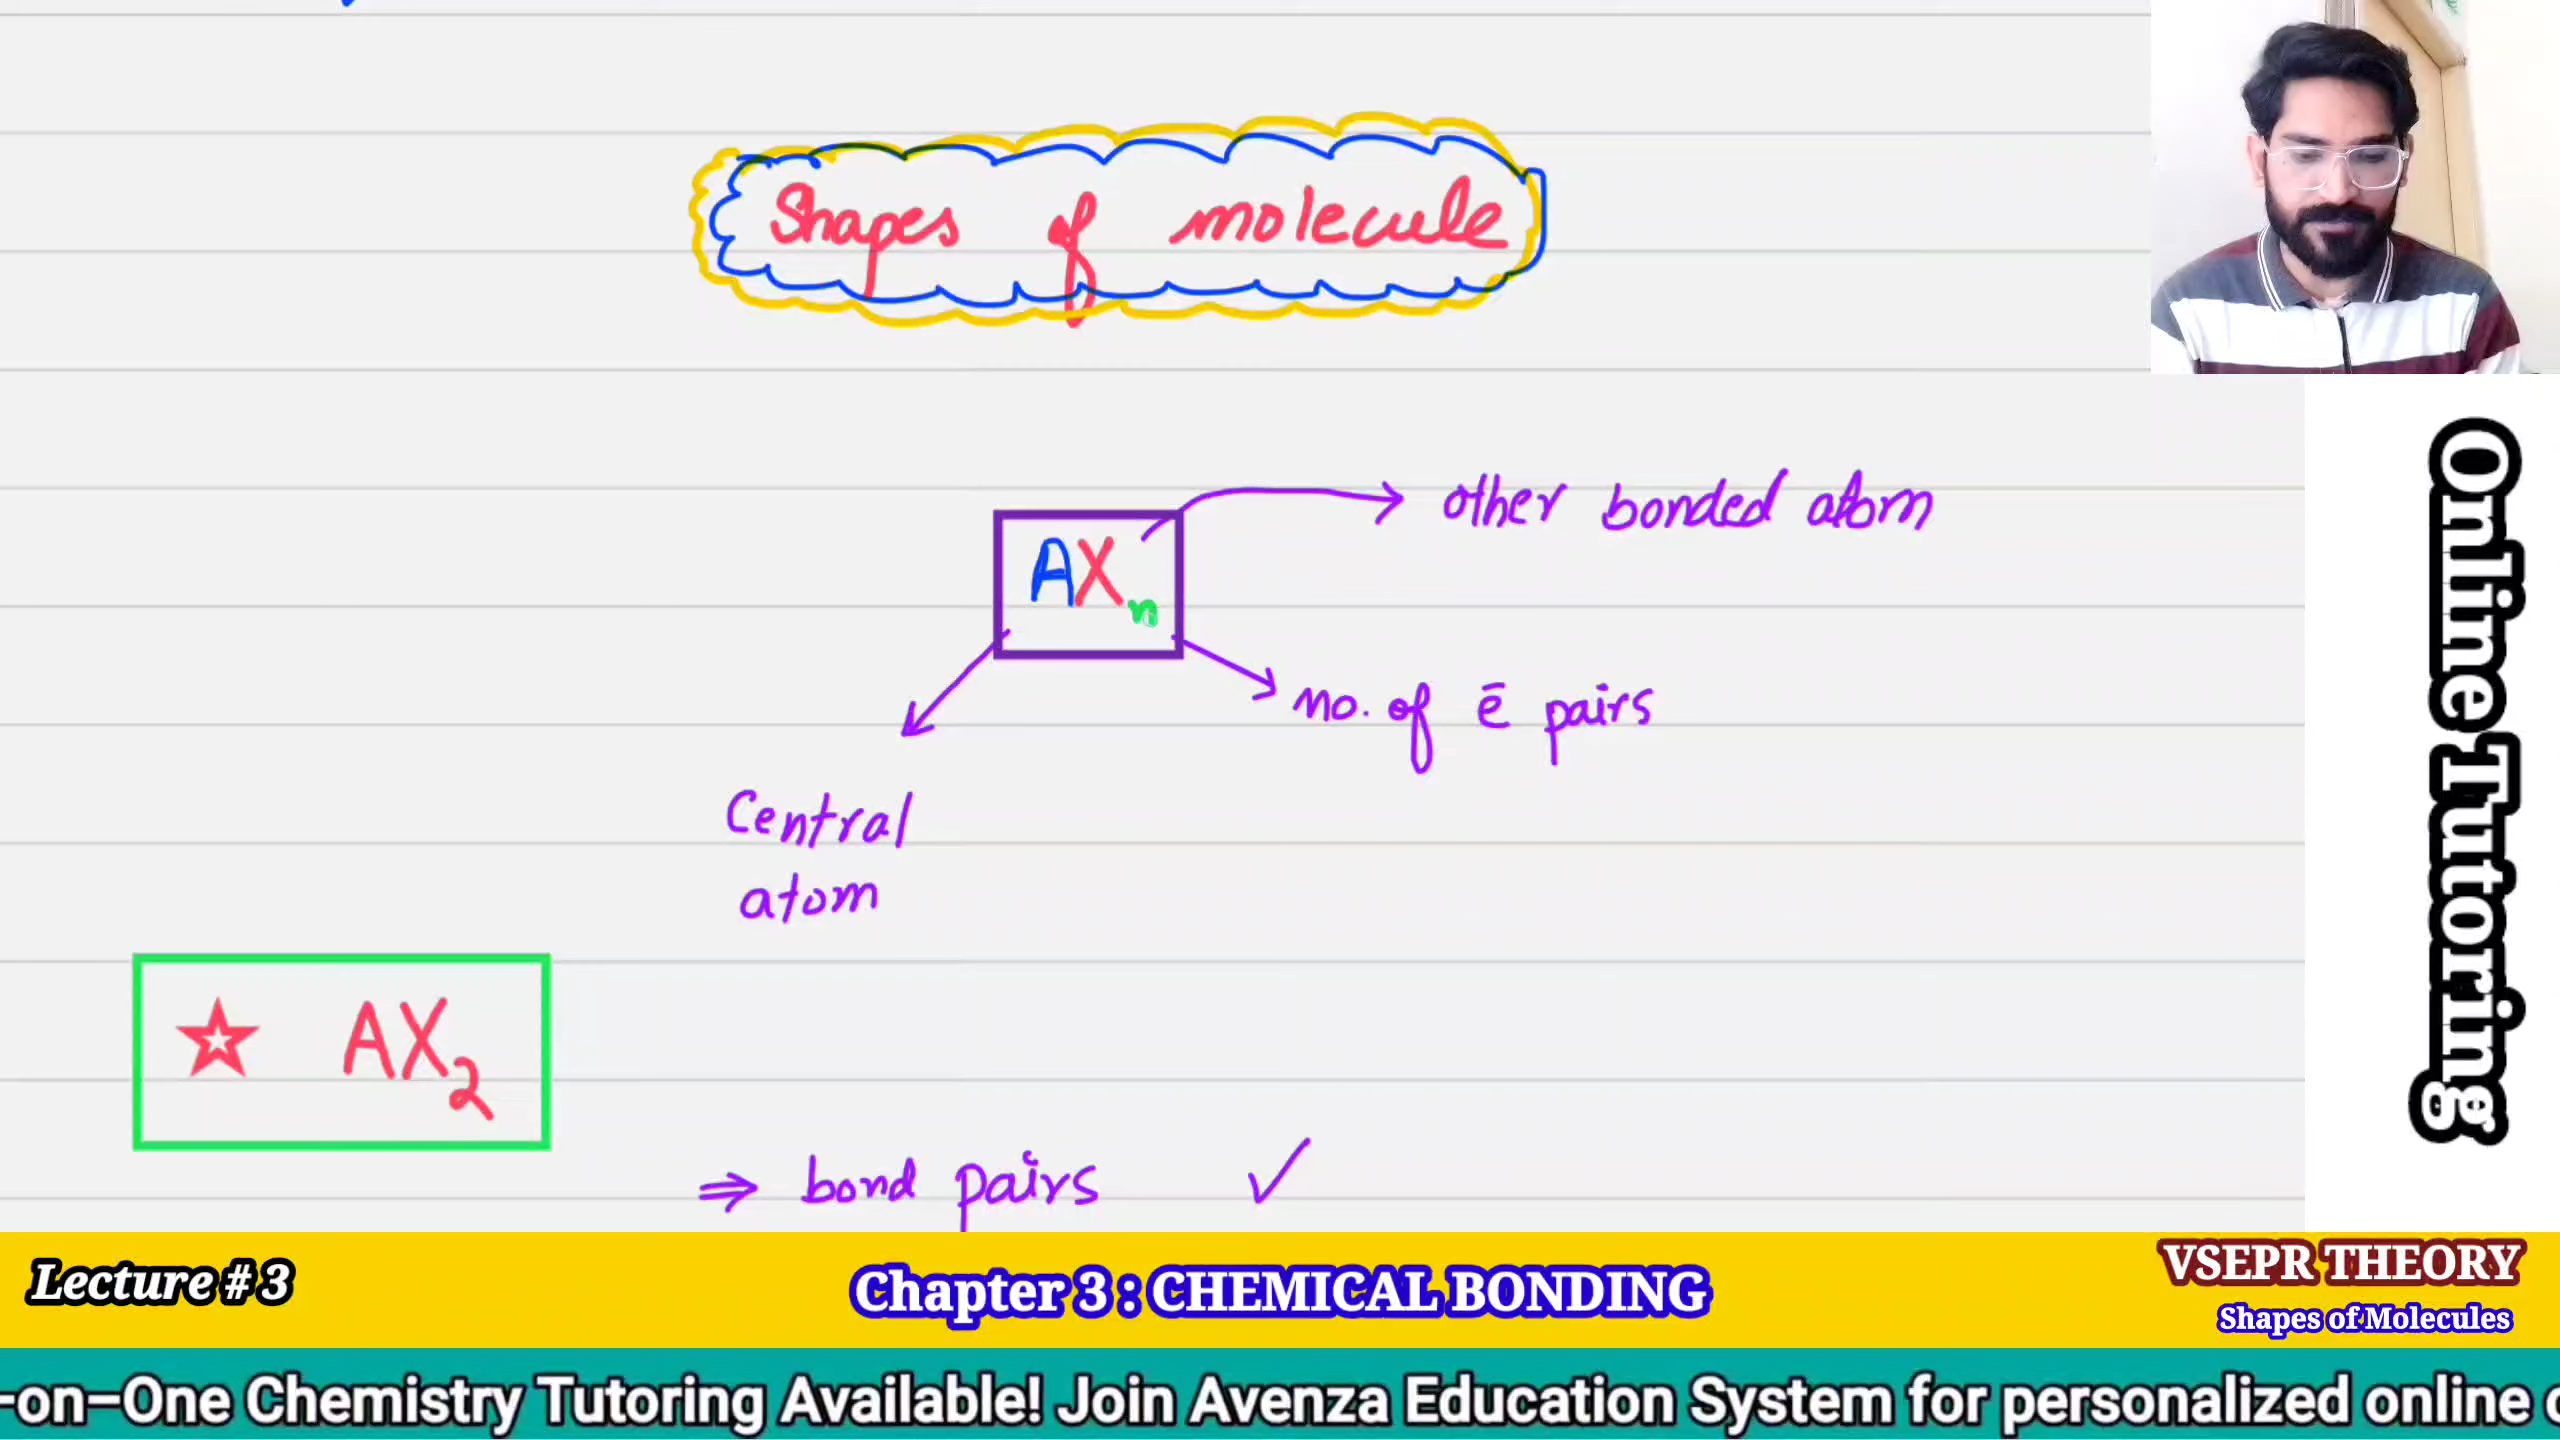 Shapes of molecule
other bonded atom
AXn
no. of ē pairs
Central
atom
☆ AX2
⇒ bond pairs ✓
Online Tutoring
Lecture # 3
Chapter 3 : CHEMICAL BONDING
VSEPR THEORY
Shapes of Molecules
-on-One Chemistry Tutoring Available! Join Avenza Education System for personalized online